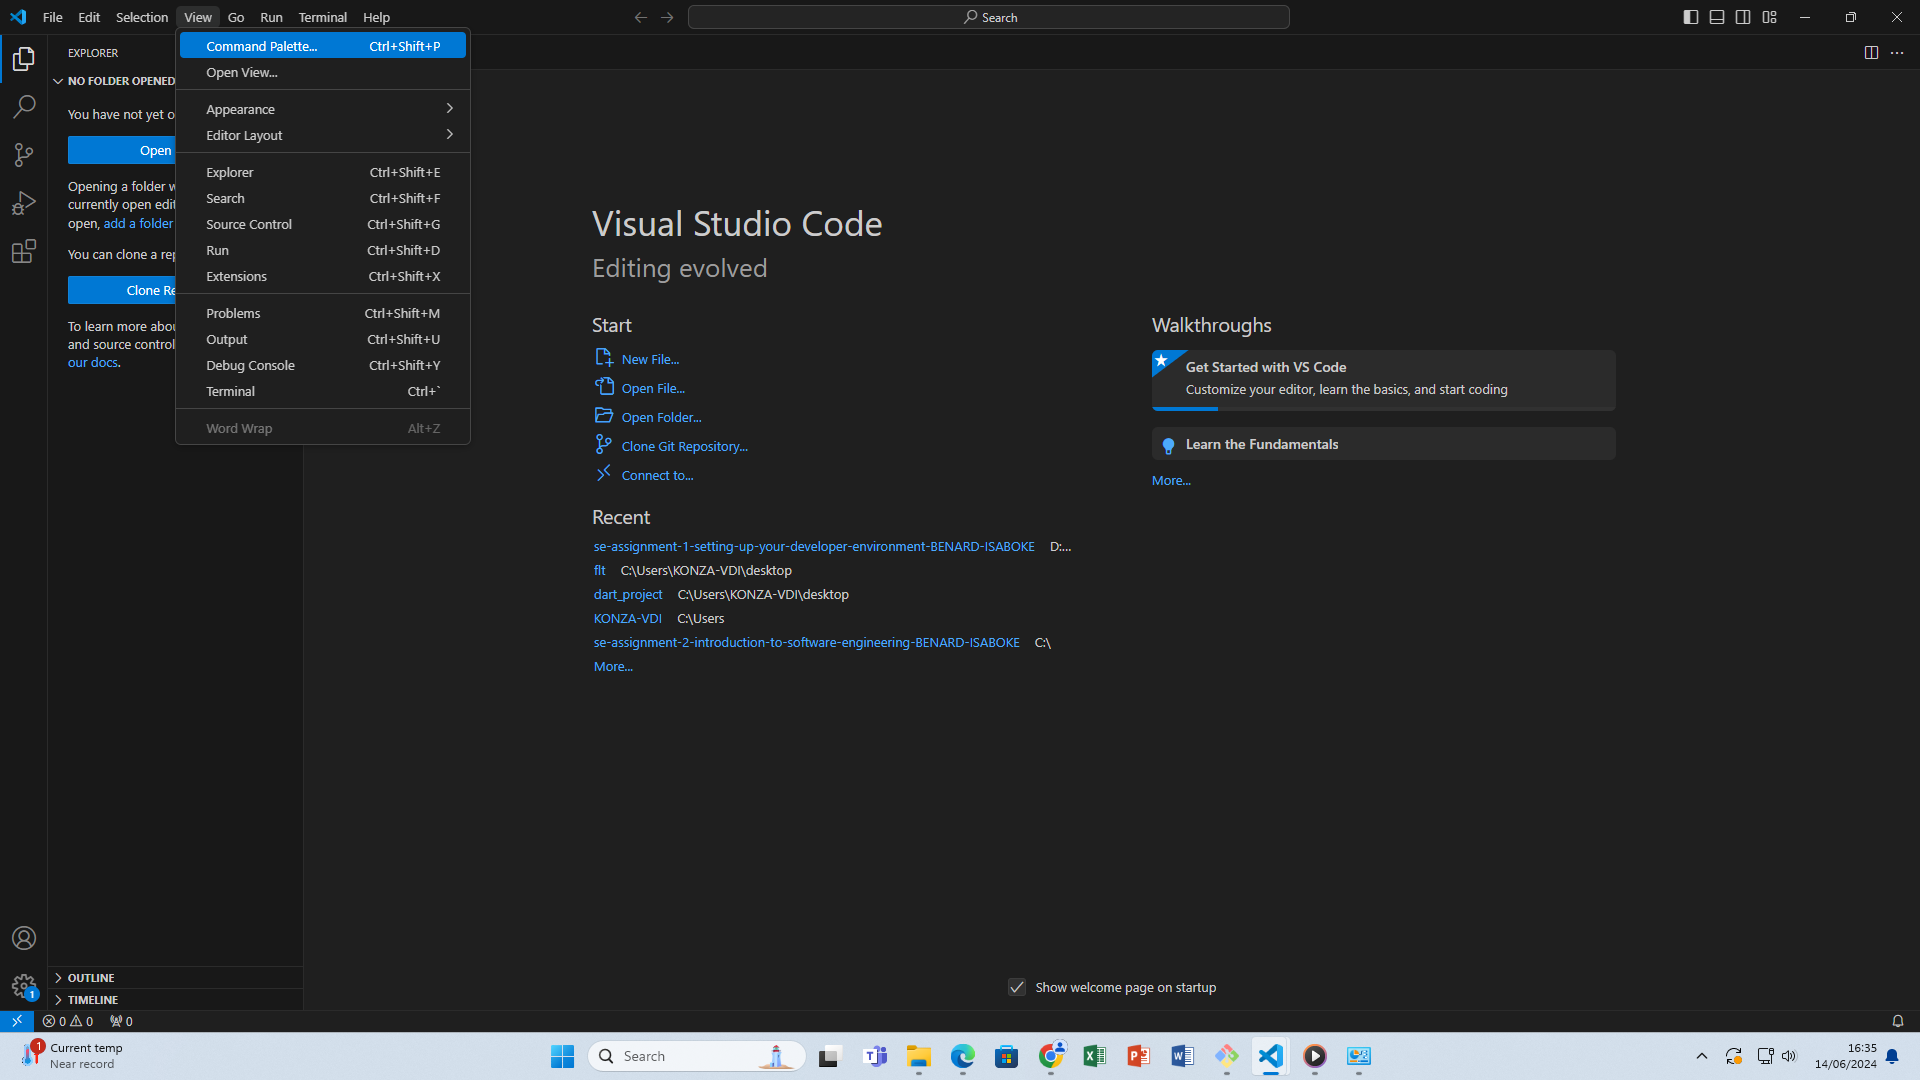 File Edit Selection View Go Run Terminal Help
Search
EXPLORER
NO FOLDER OPENED
You have not yet o
Open
Opening a folder w
currently open edit
open, add a folder
You can clone a rep
Clone Re
To learn more abou
and source control
our docs.
Command Palette... Ctrl+Shift+P
Open View...
Appearance
Editor Layout
Explorer Ctrl+Shift+E
Search Ctrl+Shift+F
Source Control Ctrl+Shift+G
Run Ctrl+Shift+D
Extensions Ctrl+Shift+X
Problems Ctrl+Shift+M
Output Ctrl+Shift+U
Debug Console Ctrl+Shift+Y
Terminal Ctrl+`
Word Wrap Alt+Z
Visual Studio Code
Editing evolved
Start
New File...
Open File...
Open Folder...
Clone Git Repository...
Connect to...
Recent
se-assignment-1-setting-up-your-developer-environment-BENARD-ISABOKE D:...
flt C:\Users\KONZA-VDI\desktop
dart_project C:\Users\KONZA-VDI\desktop
KONZA-VDI C:\Users
se-assignment-2-introduction-to-software-engineering-BENARD-ISABOKE C:\
More...
Walkthroughs
Get Started with VS Code
Customize your editor, learn the basics, and start coding
Learn the Fundamentals
More...
Show welcome page on startup
OUTLINE
TIMELINE
1
0 0 0
1
Current temp
Near record
Search
16:35
14/06/2024